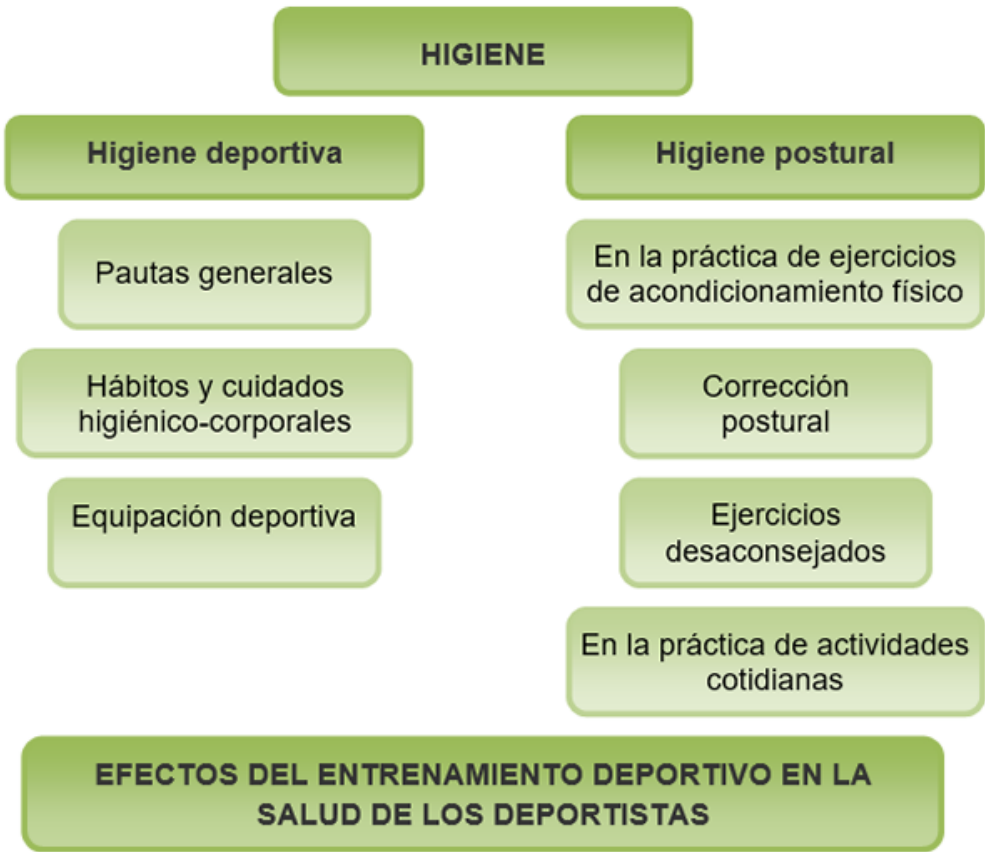 HIGIENE
Higiene deportiva
Pautas generales
Hábitos y cuidados
higiénico-corporales
Equipación deportiva
Higiene postural
En la práctica de ejercicios
de acondicionamiento físico
Corrección
postural
Ejercicios
desaconsejados
En la práctica de actividades
cotidianas
EFECTOS DEL ENTRENAMIENTO DEPORTIVO EN LA
SALUD DE LOS DEPORTISTAS